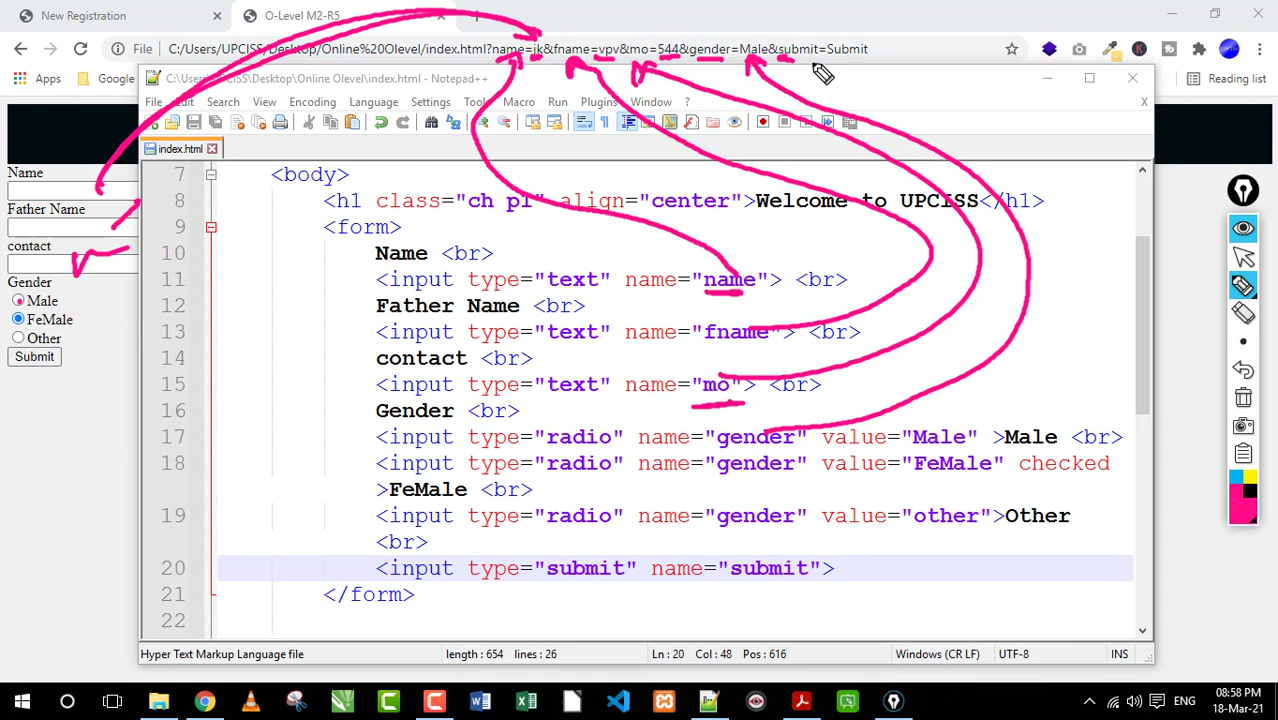 New Registration
O-Level M2-R5
File
C:/Users/UPCISS/Desktop/Online%20Olevel/index.html?name=jk&fname=vpv&mo=544&gender=Male&submit=Submit
Apps
Google
Reading list
C:\Users\UPCISS\Desktop\Online Olevel\index.html - Notepad++
File Edit Search View Encoding Language Settings Tools Macro Run Plugins Window ?
X
index.html
7 <body>
8 <h1 class="ch p1" align="center">Welcome to UPCISS</h1>
9 <form>
10 Name <br>
11 <input type="text" name="name"> <br>
12 Father Name <br>
13 <input type="text" name="fname"> <br>
14 contact <br>
15 <input type="text" name="mo"> <br>
16 Gender <br>
17 <input type="radio" name="gender" value="Male" >Male <br>
18 <input type="radio" name="gender" value="FeMale" checked
>FeMale <br>
19 <input type="radio" name="gender" value="other">Other
<br>
20 <input type="submit" name="submit">
21 </form>
22
Name
Father Name
contact
Gender
Male
FeMale
Other
Submit
Hyper Text Markup Language file length : 654 lines : 26 Ln : 20 Col : 48 Pos : 616 Windows (CR LF) UTF-8 INS
ENG
08:58 PM
18-Mar-21